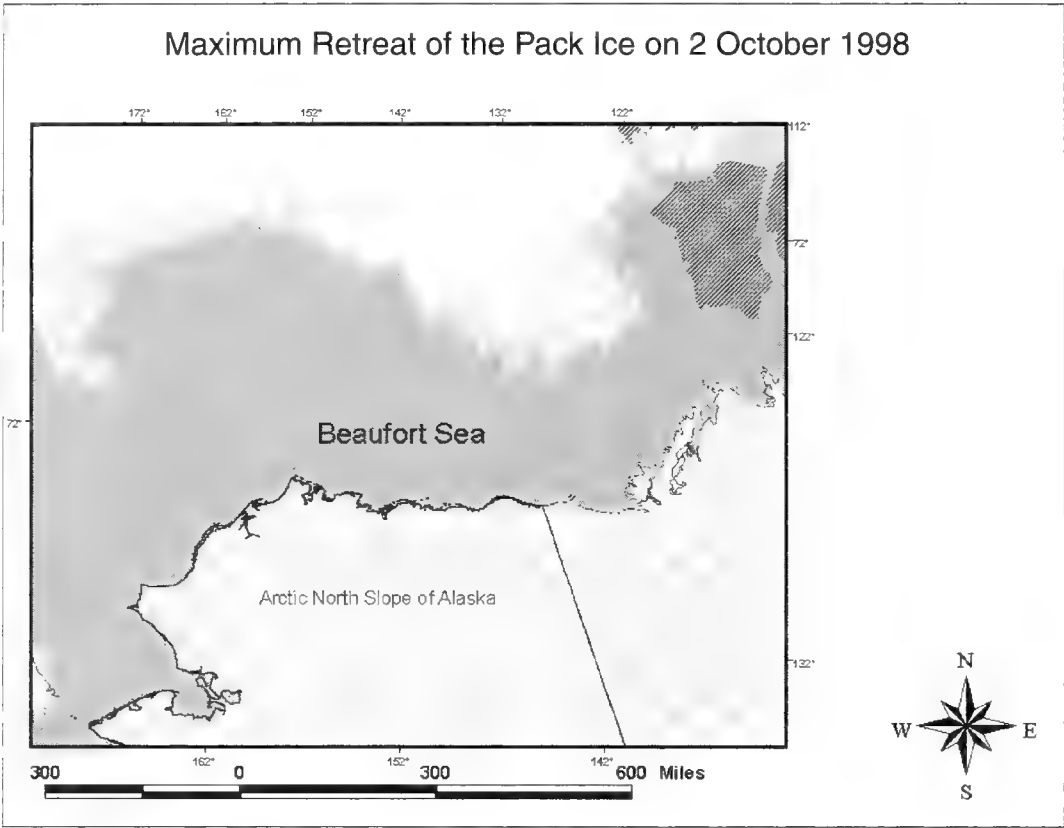 Maximum Retreat of the Pack Ice on 2 October 1998
172° 162° 152° 142° 132° 122°
112°
72°
122°
72°
Beaufort Sea
Arctic North Slope of Alaska
132°
N
W E
S
162° 152° 142°
300 0 300 600 Miles